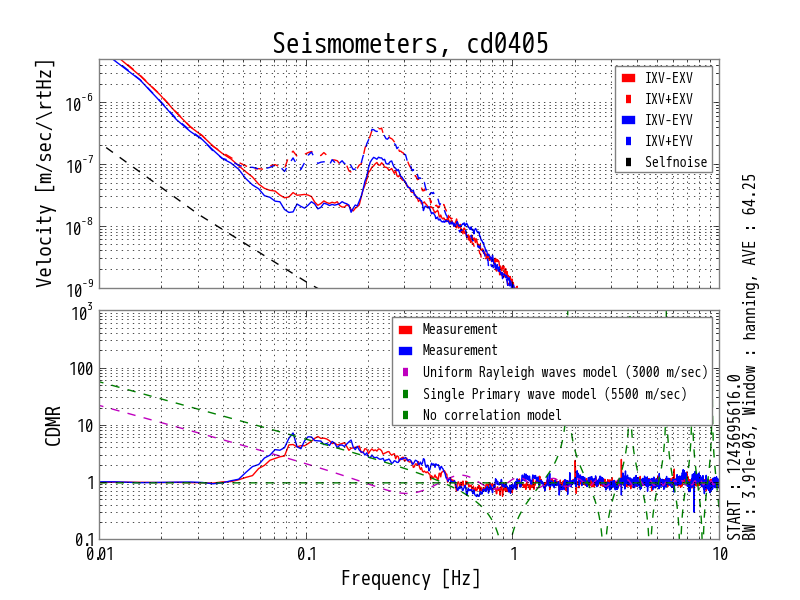 Seismometers, cd0405
Velocity [m/sec/\rtHz]
10^-6
10^-7
10^-8
10^-9
IXV-EXV
IXV+EXV
IXV-EYV
IXV+EYV
Selfnoise
CDMR
10^3
100
10
1
0.1
Measurement
Measurement
Uniform Rayleigh waves model (3000 m/sec)
Single Primary wave model (5500 m/sec)
No correlation model
0.01
0.1
1
10
Frequency [Hz]
START : 1243695616.0
BW : 3.91e-03, Window : hanning, AVE : 64.25